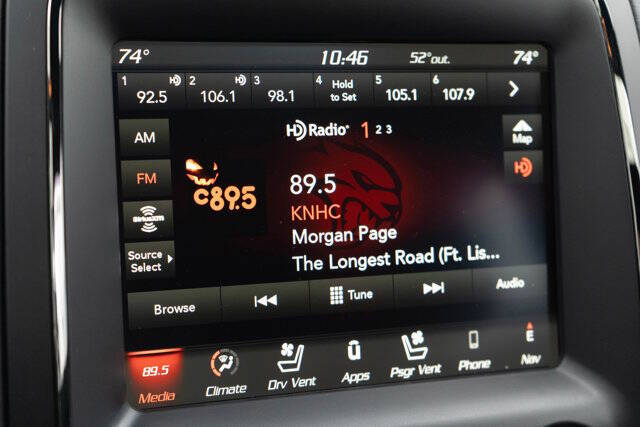 74° 10:46 52°out. 74°
1 92.5 HD 2 106.1 HD 3 98.1 4 Hold to Set 5 105.1 6 107.9
AM
HD Radio 1 2 3
Map
FM
HD
c89.5
89.5
KNHC
SiriusXM
Morgan Page
Source Select
The Longest Road (Ft. Lis...
Browse
Tune
Audio
89.5
Media
Climate
Drv Vent
Apps
Psgr Vent
Phone
E
Nav